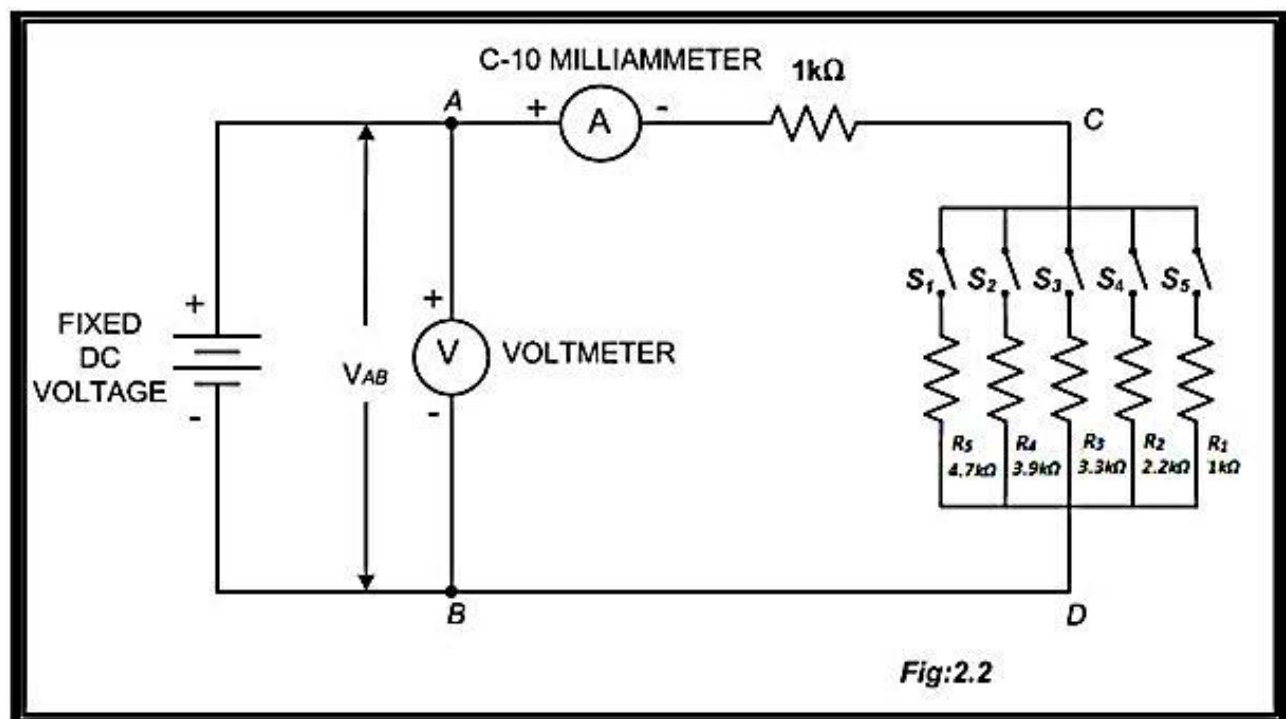 C-10 MILLIAMMETER
1kΩ
A
+
A
-
C
S1
S2
S3
S4
S5
+
FIXED
DC
VOLTAGE
-
VAB
+
V
-
VOLTMETER
R5
4.7kΩ
R4
3.9kΩ
R3
3.3kΩ
R2
2.2kΩ
R1
1kΩ
B
D
Fig:2.2